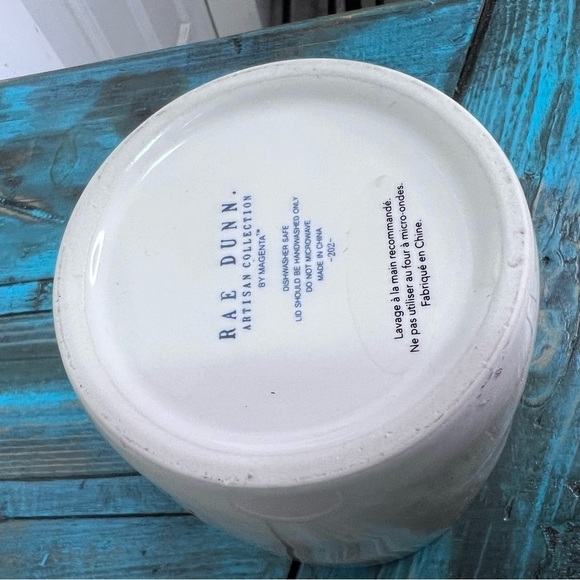 RAE DUNN.
ARTISAN COLLECTION
BY MAGENTA™
DISHWASHER SAFE
LID SHOULD BE HANDWASHED ONLY
DO NOT MICROWAVE
MADE IN CHINA
-202-
Lavage à la main recommandé.
Ne pas utiliser au four à micro-ondes.
Fabriqué en Chine.